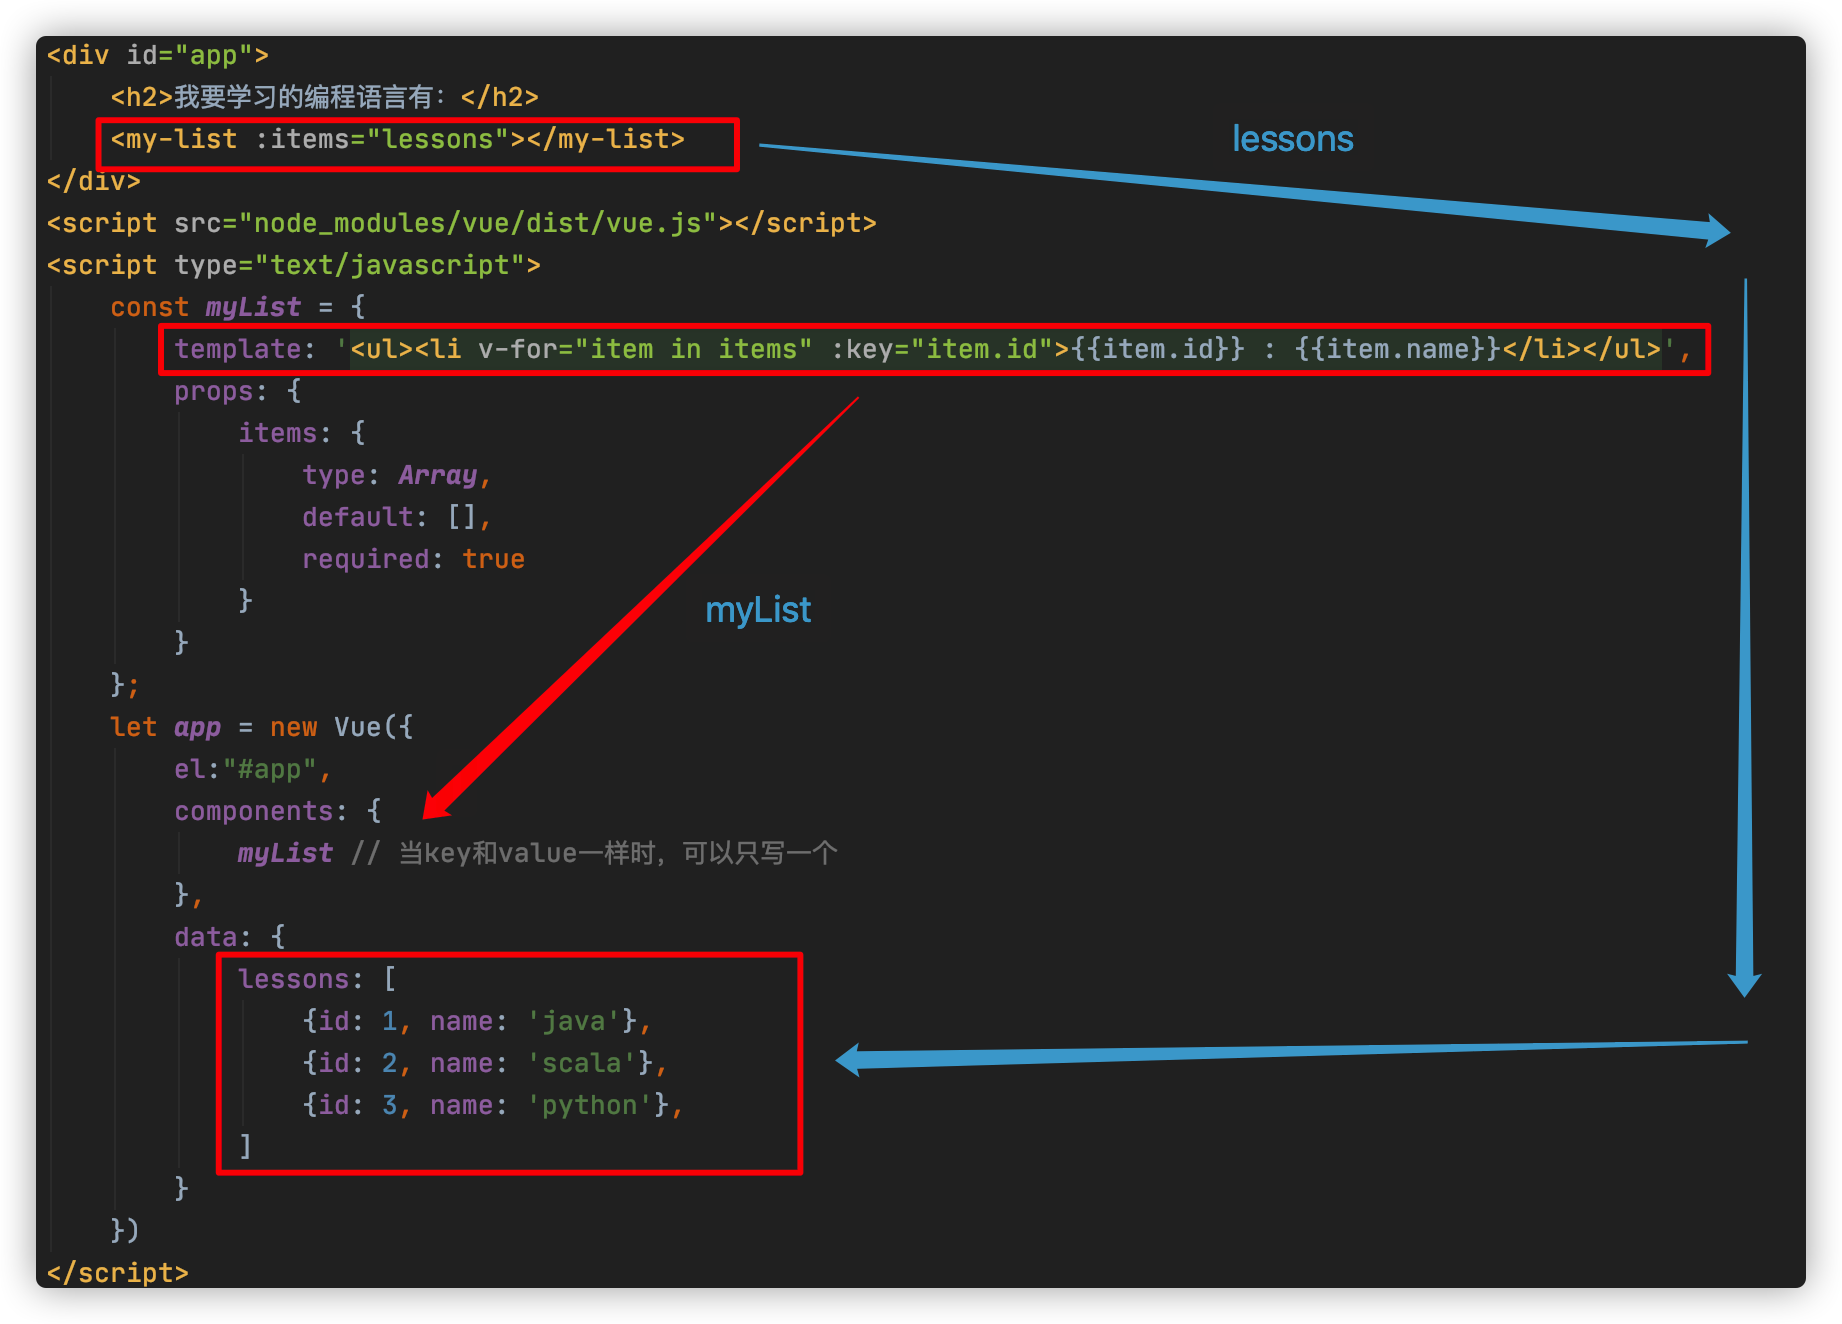 <div id="app">
    <h2>我要学习的编程语言有：</h2>
    <my-list :items="lessons"></my-list>
lessons
</div>
<script src="node_modules/vue/dist/vue.js"></script>
<script type="text/javascript">
    const myList = {
        template: '<ul><li v-for="item in items" :key="item.id">{{item.id}} : {{item.name}}</li></ul>',
        props: {
            items: {
                type: Array,
                default: [],
                required: true
            }
myList
        }
    };
    let app = new Vue({
        el:"#app",
        components: {
            myList // 当key和value一样时，可以只写一个
        },
        data: {
            lessons: [
                {id: 1, name: 'java'},
                {id: 2, name: 'scala'},
                {id: 3, name: 'python'},
            ]
        }
    })
</script>